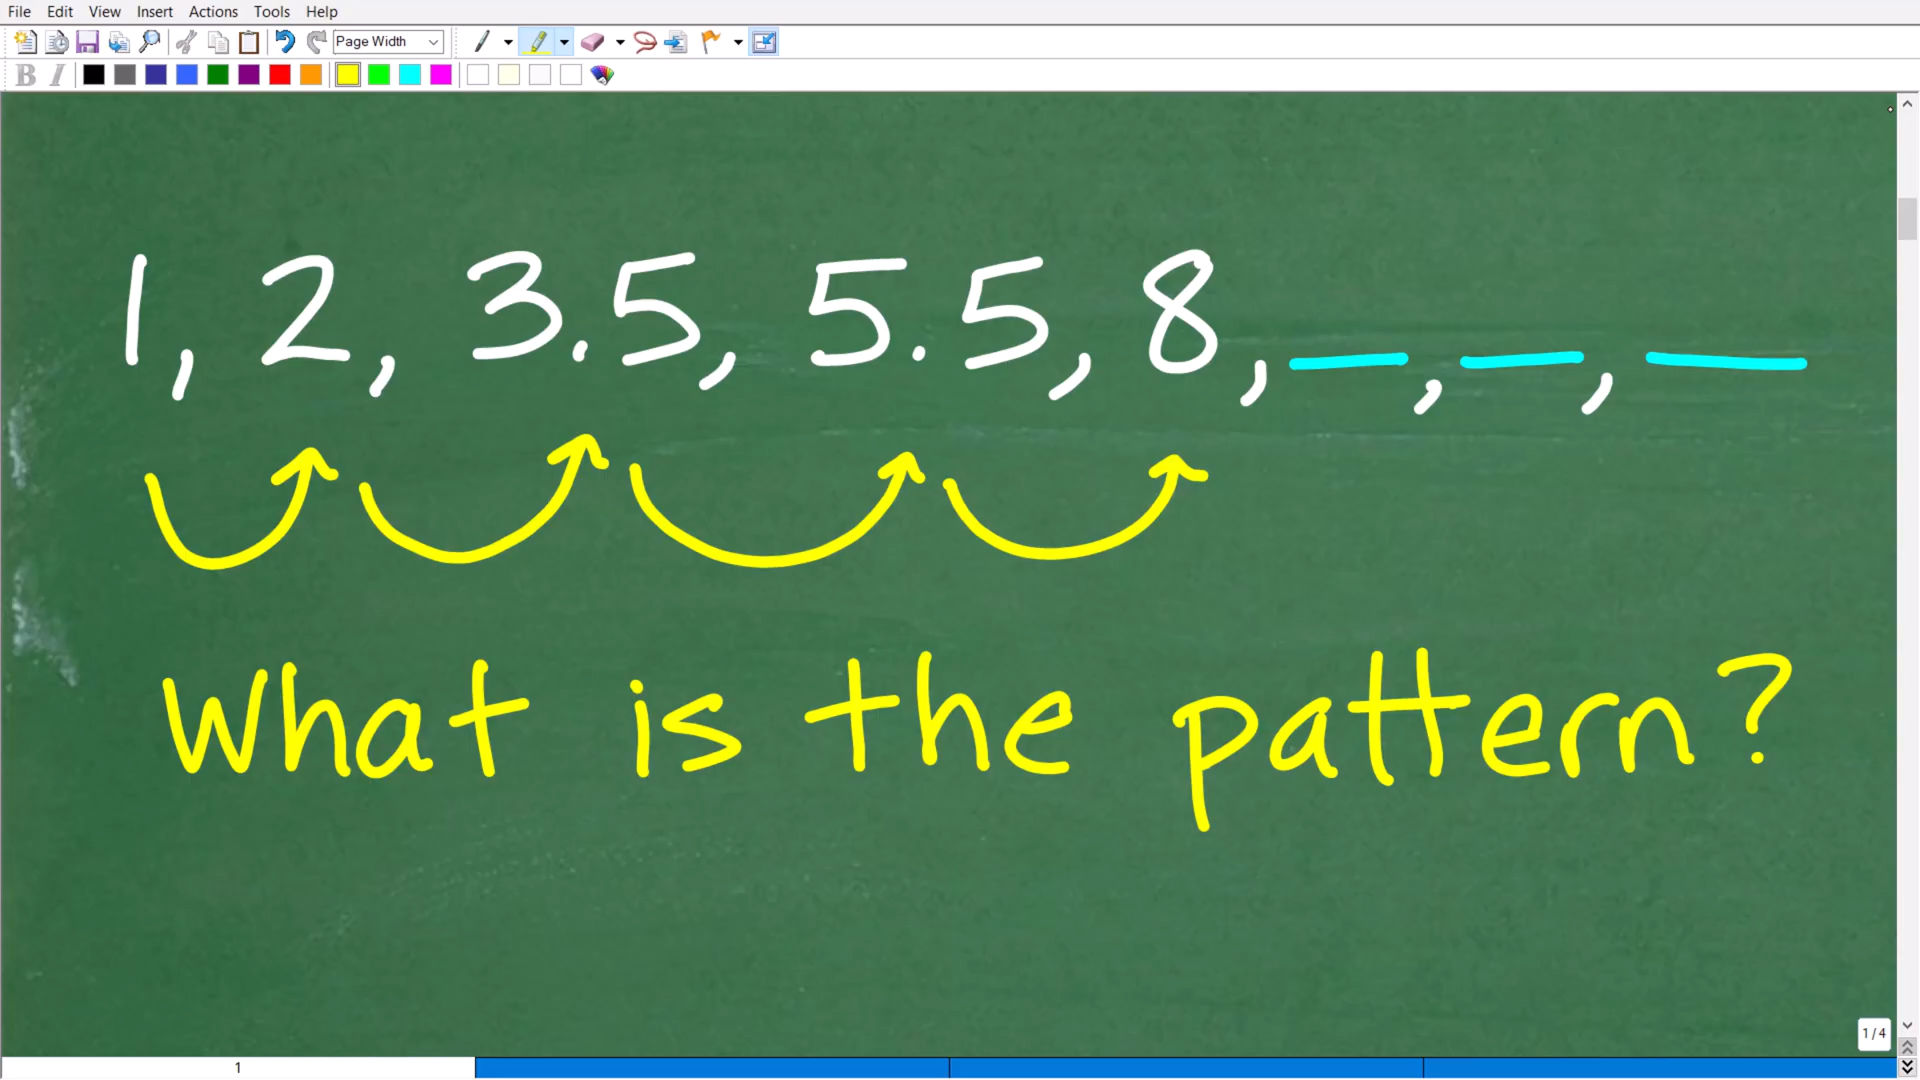 File Edit View Insert Actions Tools Help
Page Width
B I
1, 2, 3.5, 5.5, 8, __, __, __
What is the pattern?
1/4
1